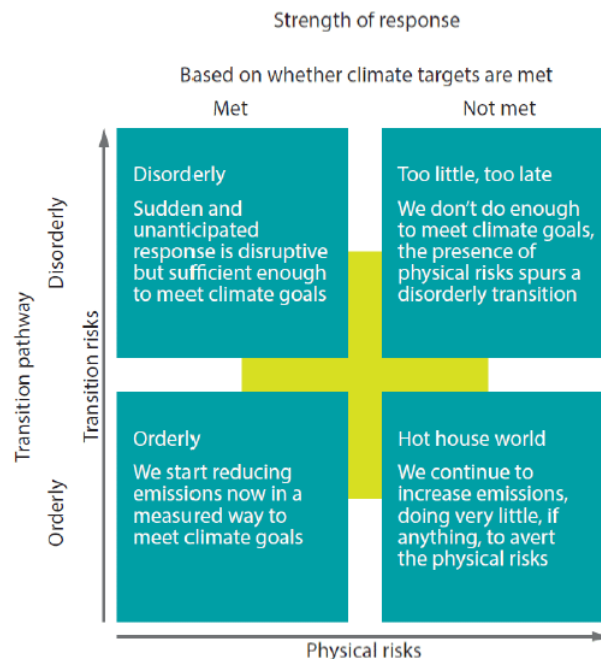 Strength of response
Based on whether climate targets are met
Met
Not met
Transition pathway
Disorderly
Orderly
Transition risks
Disorderly
Sudden and
unanticipated
response is disruptive
but sufficient enough
to meet climate goals
Too little, too late
We don't do enough
to meet climate goals,
the presence of
physical risks spurs a
disorderly transition
Orderly
We start reducing
emissions now in a
measured way to
meet climate goals
Hot house world
We continue to
increase emissions,
doing very little, if
anything, to avert
the physical risks
Physical risks